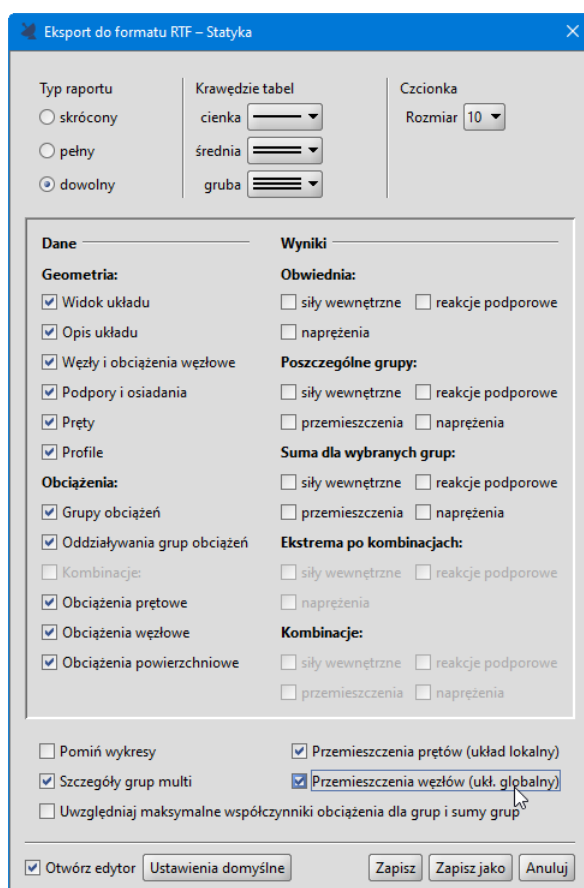 Eksport do formatu RTF – Statyka
Typ raportu
skrócony
pełny
dowolny
Krawędzie tabel
cienka
średnia
gruba
Czcionka
Rozmiar 10
Dane
Geometria:
Widok układu
Opis układu
Węzły i obciążenia węzłowe
Podpory i osiadania
Pręty
Profile
Obciążenia:
Grupy obciążeń
Oddziaływania grup obciążeń
Kombinacje:
Obciążenia prętowe
Obciążenia węzłowe
Obciążenia powierzchniowe
Wyniki
Obwiednia:
siły wewnętrzne reakcje podporowe
naprężenia
Poszczególne grupy:
siły wewnętrzne reakcje podporowe
przemieszczenia naprężenia
Suma dla wybranych grup:
siły wewnętrzne reakcje podporowe
przemieszczenia naprężenia
Ekstrema po kombinacjach:
siły wewnętrzne reakcje podporowe
naprężenia
Kombinacje:
siły wewnętrzne reakcje podporowe
przemieszczenia naprężenia
Pomiń wykresy Przemieszczenia prętów (układ lokalny)
Szczegóły grup multi Przemieszczenia węzłów (ukł. globalny)
Uwzględniaj maksymalne współczynniki obciążenia dla grup i sumy grup
Otwórz edytor Ustawienia domyślne Zapisz Zapisz jako Anuluj